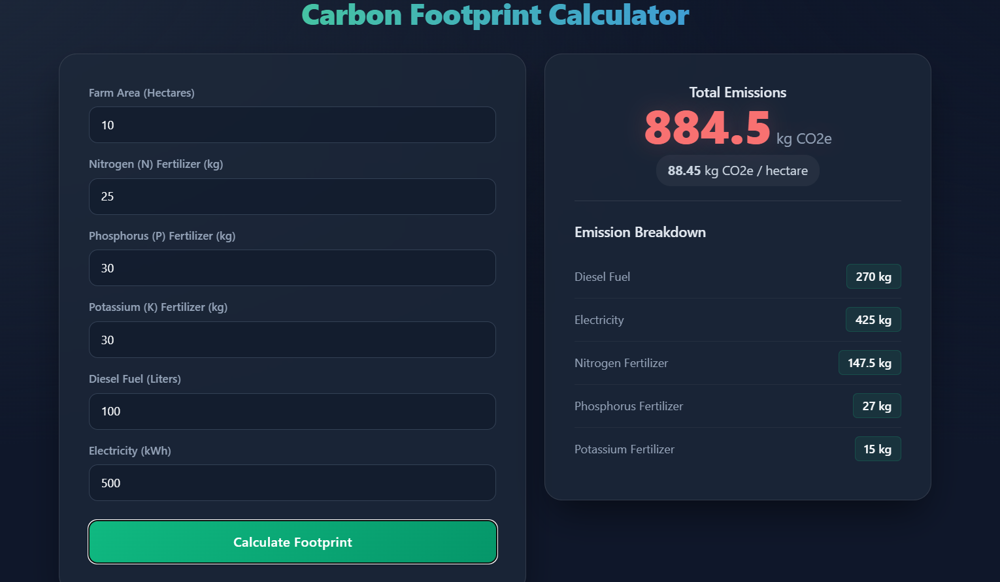 Carbon Footprint Calculator
Farm Area (Hectares)
10
Nitrogen (N) Fertilizer (kg)
25
Phosphorus (P) Fertilizer (kg)
30
Potassium (K) Fertilizer (kg)
30
Diesel Fuel (Liters)
100
Electricity (kWh)
500
Calculate Footprint
Total Emissions
884.5 kg CO2e
88.45 kg CO2e / hectare
Emission Breakdown
Diesel Fuel 270 kg
Electricity 425 kg
Nitrogen Fertilizer 147.5 kg
Phosphorus Fertilizer 27 kg
Potassium Fertilizer 15 kg